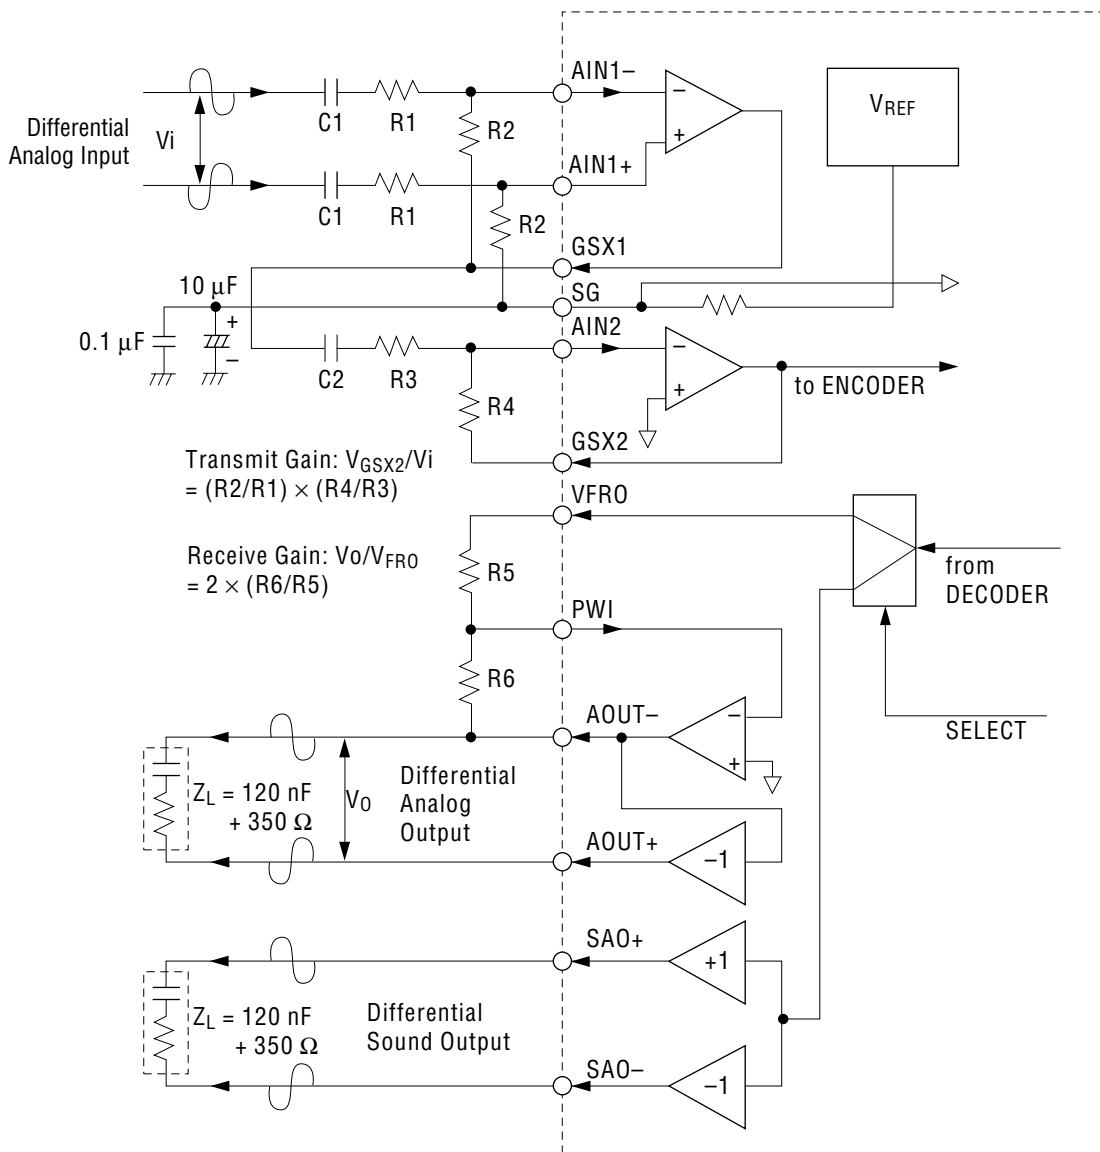 AIN1–
VREF
–
+
Differential
Analog Input
Vi
C1
R1
R2
AIN1+
C1
R1
R2
GSX1
10 μF
+
–
0.1 μF
SG
AIN2
–
+
to ENCODER
C2
R3
R4
GSX2
Transmit Gain: VGSX2/Vi
= (R2/R1) × (R4/R3)
VFRO
Receive Gain: Vo/VFRO
= 2 × (R6/R5)
R5
from
DECODER
PWI
R6
AOUT–
–
+
SELECT
ZL = 120 nF
+ 350 Ω
VO
Differential
Analog
Output
AOUT+
–1
SAO+
+1
ZL = 120 nF
+ 350 Ω
Differential
Sound Output
SAO–
–1